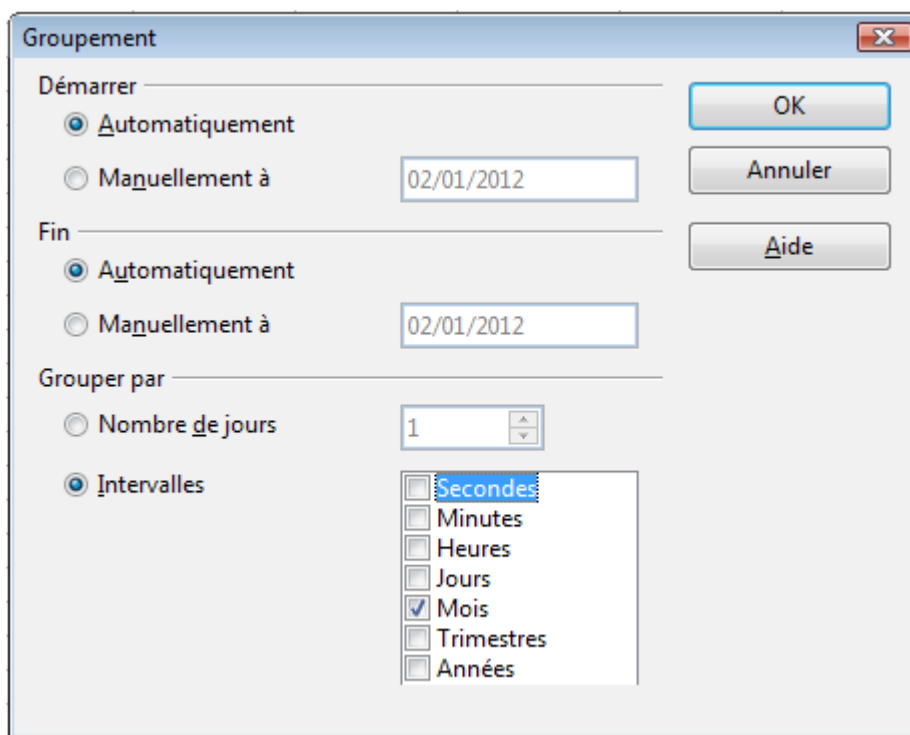 Groupement
Démarrer
Automatiquement
Manuellement à 02/01/2012
Fin
Automatiquement
Manuellement à 02/01/2012
Grouper par
Nombre de jours 1
Intervalles
Secondes
Minutes
Heures
Jours
Mois
Trimestres
Années
OK
Annuler
Aide